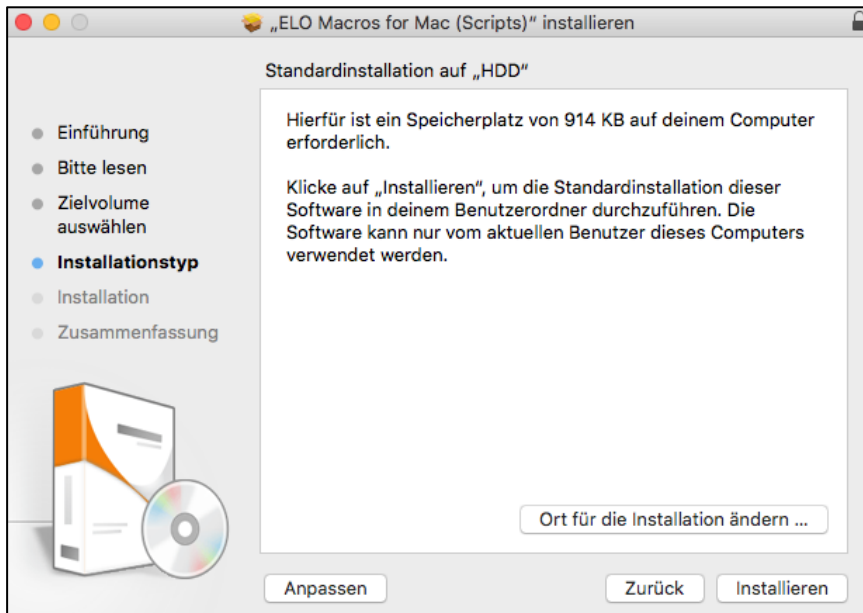 „ELO Macros for Mac (Scripts)“ installieren
Standardinstallation auf „HDD“
Einführung
Bitte lesen
Zielvolume
auswählen
Installationstyp
Installation
Zusammenfassung
Hierfür ist ein Speicherplatz von 914 KB auf deinem Computer
erforderlich.
Klicke auf „Installieren“, um die Standardinstallation dieser
Software in deinem Benutzerordner durchzuführen. Die
Software kann nur vom aktuellen Benutzer dieses Computers
verwendet werden.
Ort für die Installation ändern ...
Anpassen
Zurück
Installieren